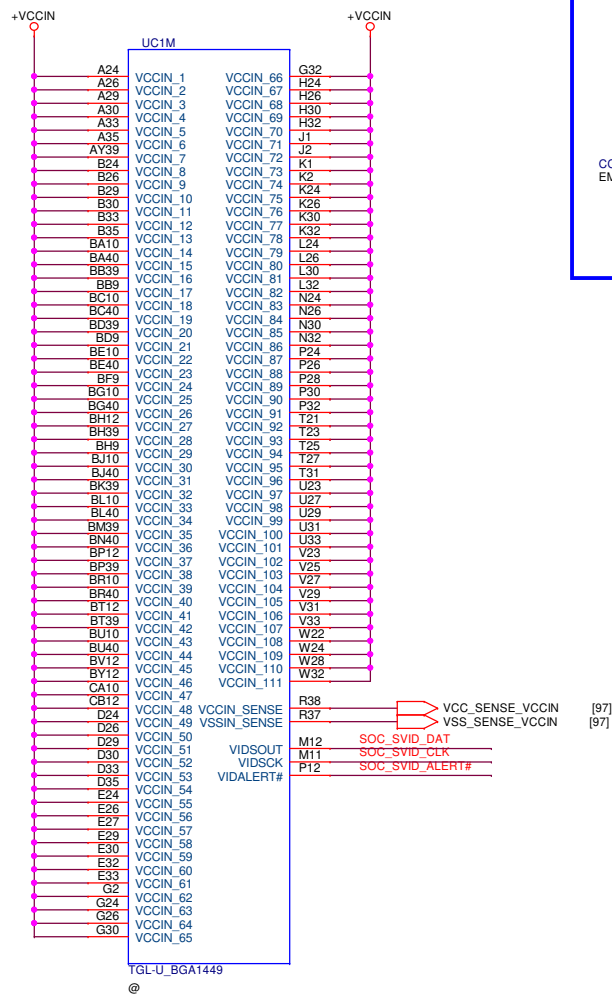 +VCCIN +VCCIN
UC1M
A24 VCCIN_1 VCCIN_66 G32
A26 VCCIN_2 VCCIN_67 H24
A29 VCCIN_3 VCCIN_68 H26
A30 VCCIN_4 VCCIN_69 H30
A33 VCCIN_5 VCCIN_70 H32
A35 VCCIN_6 VCCIN_71 J1
AY39 VCCIN_7 VCCIN_72 J2
B24 VCCIN_8 VCCIN_73 K1
B26 VCCIN_9 VCCIN_74 K2
B29 VCCIN_10 VCCIN_75 K24
B30 VCCIN_11 VCCIN_76 K26
B33 VCCIN_12 VCCIN_77 K30
B35 VCCIN_13 VCCIN_78 K32
BA10 VCCIN_14 VCCIN_79 L24
BA40 VCCIN_15 VCCIN_80 L26
BB39 VCCIN_16 VCCIN_81 L30
BB9 VCCIN_17 VCCIN_82 L32
BC10 VCCIN_18 VCCIN_83 N24
BC40 VCCIN_19 VCCIN_84 N26
BD39 VCCIN_20 VCCIN_85 N30
BD9 VCCIN_21 VCCIN_86 N32
BE10 VCCIN_22 VCCIN_87 P24
BE40 VCCIN_23 VCCIN_88 P26
BF9 VCCIN_24 VCCIN_89 P28
BG10 VCCIN_25 VCCIN_90 P30
BG40 VCCIN_26 VCCIN_91 P32
BH12 VCCIN_27 VCCIN_92 T21
BH39 VCCIN_28 VCCIN_93 T23
BH9 VCCIN_29 VCCIN_94 T25
BJ10 VCCIN_30 VCCIN_95 T27
BJ40 VCCIN_31 VCCIN_96 T31
BK39 VCCIN_32 VCCIN_97 U23
BL10 VCCIN_33 VCCIN_98 U27
BL40 VCCIN_34 VCCIN_99 U29
BM39 VCCIN_35 VCCIN_100 U31
BN40 VCCIN_36 VCCIN_101 U33
BP12 VCCIN_37 VCCIN_102 V23
BP39 VCCIN_38 VCCIN_103 V25
BR10 VCCIN_39 VCCIN_104 V27
BR40 VCCIN_40 VCCIN_105 V29
BT12 VCCIN_41 VCCIN_106 V31
BT39 VCCIN_42 VCCIN_107 V33
BU10 VCCIN_43 VCCIN_108 W22
BU40 VCCIN_44 VCCIN_109 W24
BV12 VCCIN_45 VCCIN_110 W28
BY12 VCCIN_46 VCCIN_111 W32
CA10 VCCIN_47
CB12 VCCIN_48 VCCIN_SENSE R38 VCC_SENSE_VCCIN [97]
D24 VCCIN_49 VSSIN_SENSE R37 VSS_SENSE_VCCIN [97]
D26 VCCIN_50
D29 VCCIN_51 VIDSOUT M12 SOC_SVID_DAT
D30 VCCIN_52 VIDSCK M11 SOC_SVID_CLK
D33 VCCIN_53 VIDALERT# P12 SOC_SVID_ALERT#
D35 VCCIN_54
E24 VCCIN_55
E26 VCCIN_56
E27 VCCIN_57
E29 VCCIN_58
E30 VCCIN_59
E32 VCCIN_60
E33 VCCIN_61
G2 VCCIN_62
G24 VCCIN_63
G26 VCCIN_64
G30 VCCIN_65
TGL-U_BGA1449
@